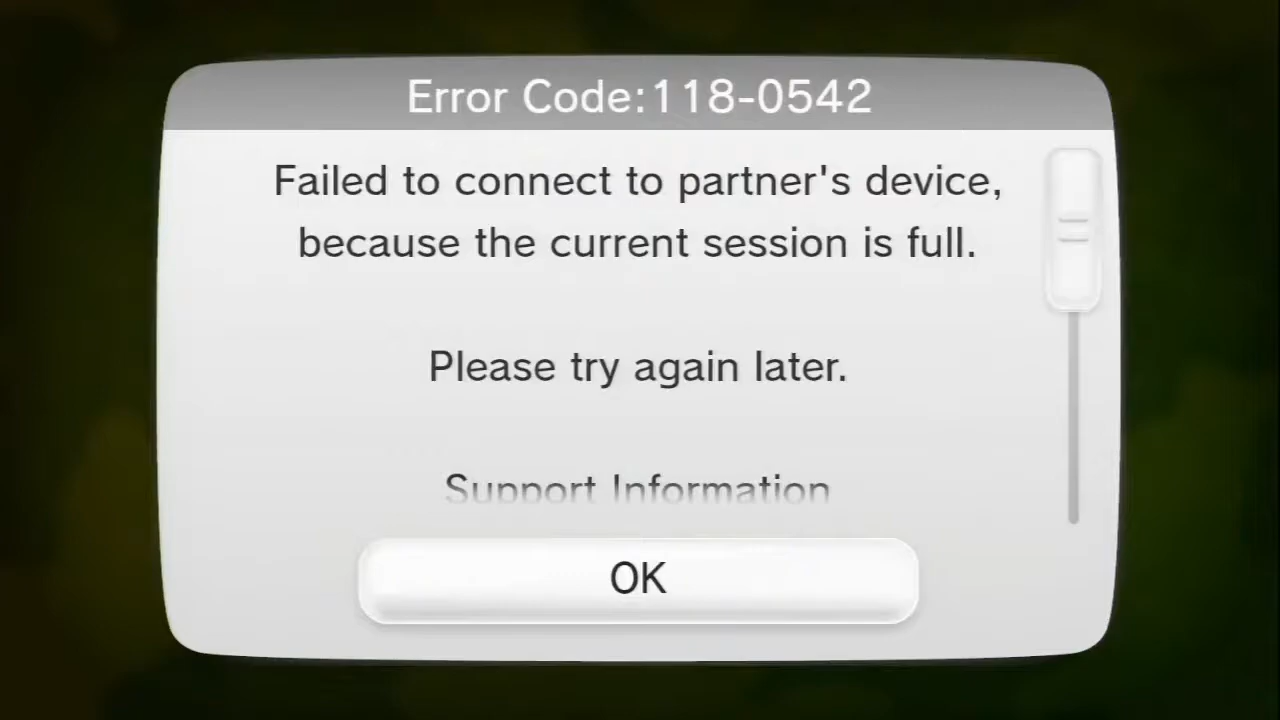 Error Code:118-0542
Failed to connect to partner's device,
because the current session is full.
Please try again later.
Support Information
OK